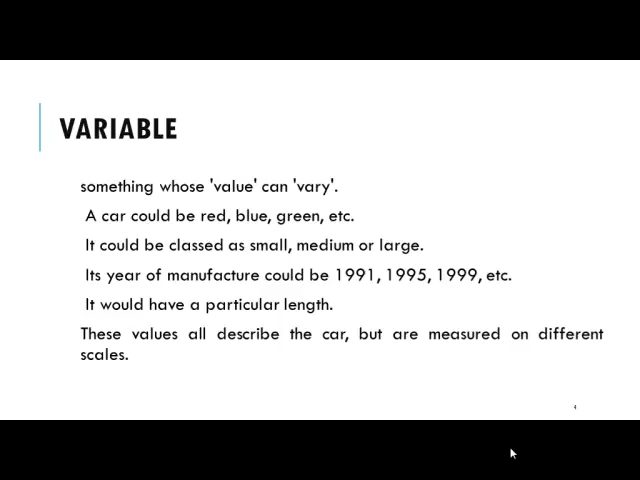 VARIABLE
something whose 'value' can 'vary'.
A car could be red, blue, green, etc.
It could be classed as small, medium or large.
Its year of manufacture could be 1991, 1995, 1999, etc.
It would have a particular length.
These values all describe the car, but are measured on different
scales.
4